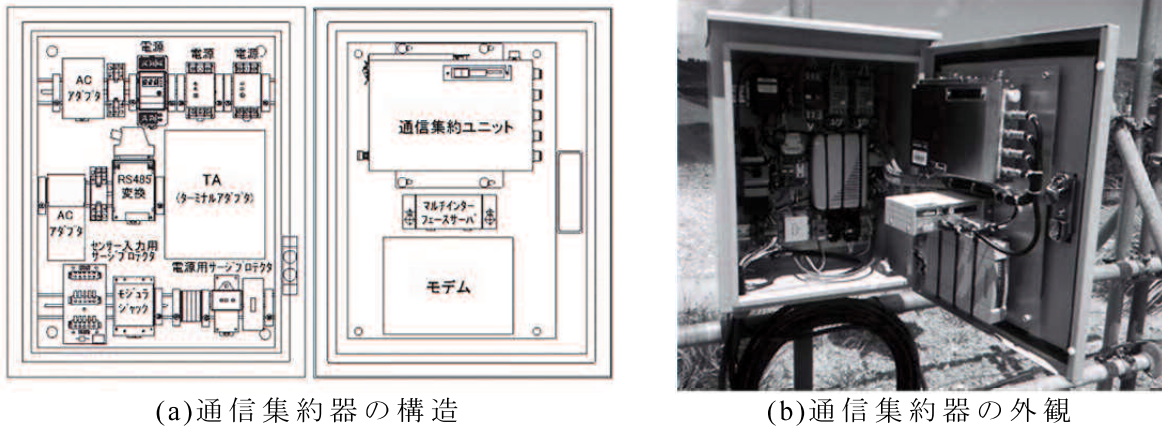 電源
電源
電源
AC
アダプタ
RS485
変換
TA
(ターミナルアダプタ)
AC
アダプタ
センサー入力用
サージプロテクタ
電源用サージプロテクタ
モジュラ
ジャック
通信集約ユニット
マルチインター
フェースサーバ
モデム
(a)通信集約器の構造
(b)通信集約器の外観